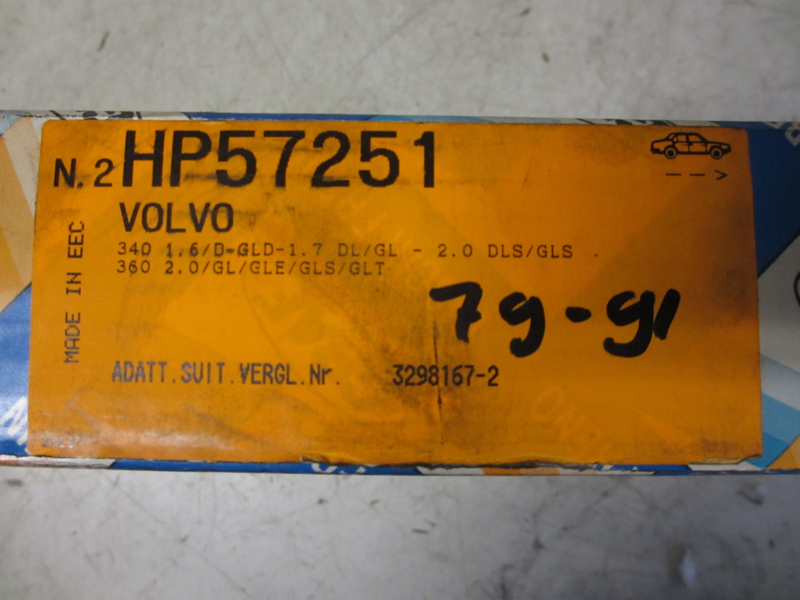 N.2 HP57251
-->
VOLVO
340 1.6/D-GLD-1.7 DL/GL - 2.0 DLS/GLS
360 2.0/GL/GLE/GLS/GLT
MADE IN EEC
79-91
ADATT.SUIT.VERGL.Nr. 3298167-2